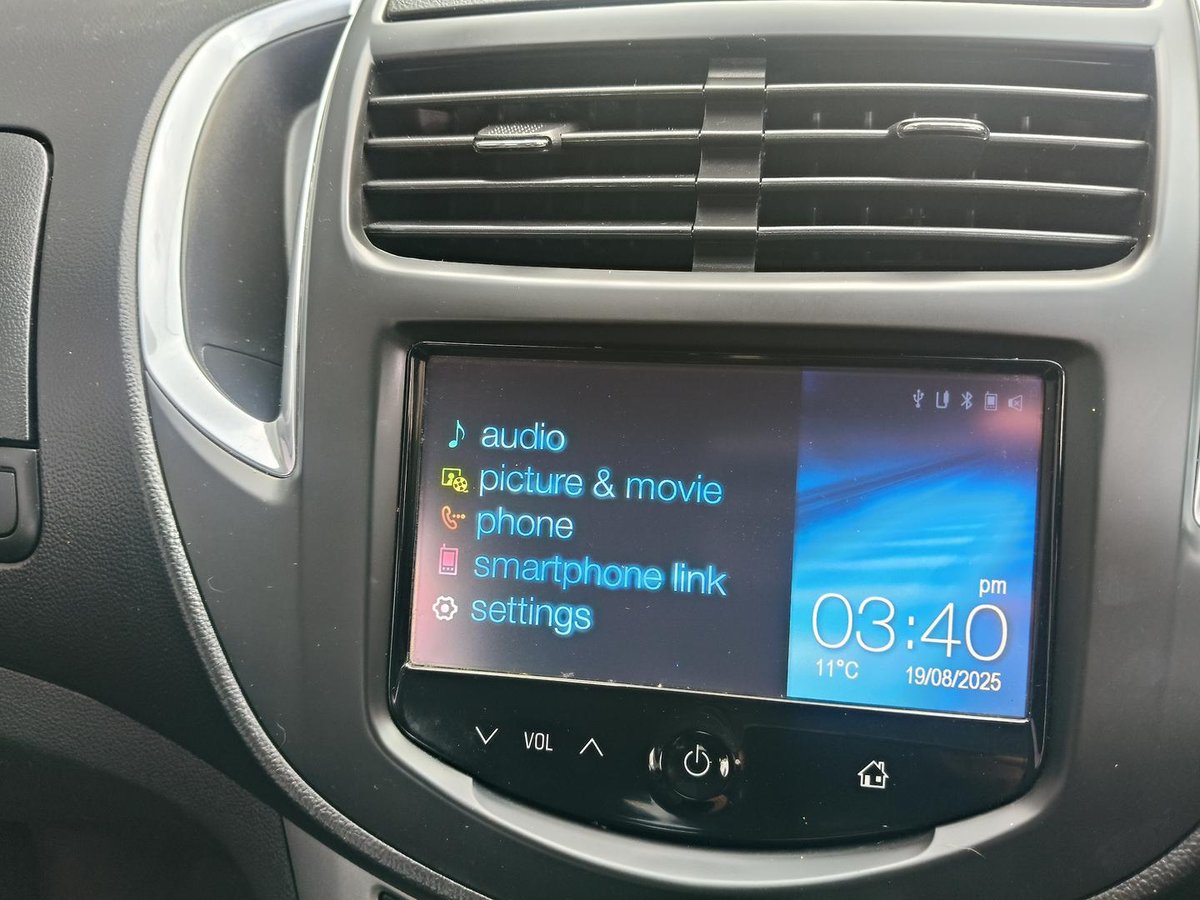 audio
picture & movie
phone
smartphone link
settings
pm
03:40
11°C 19/08/2025
VOL